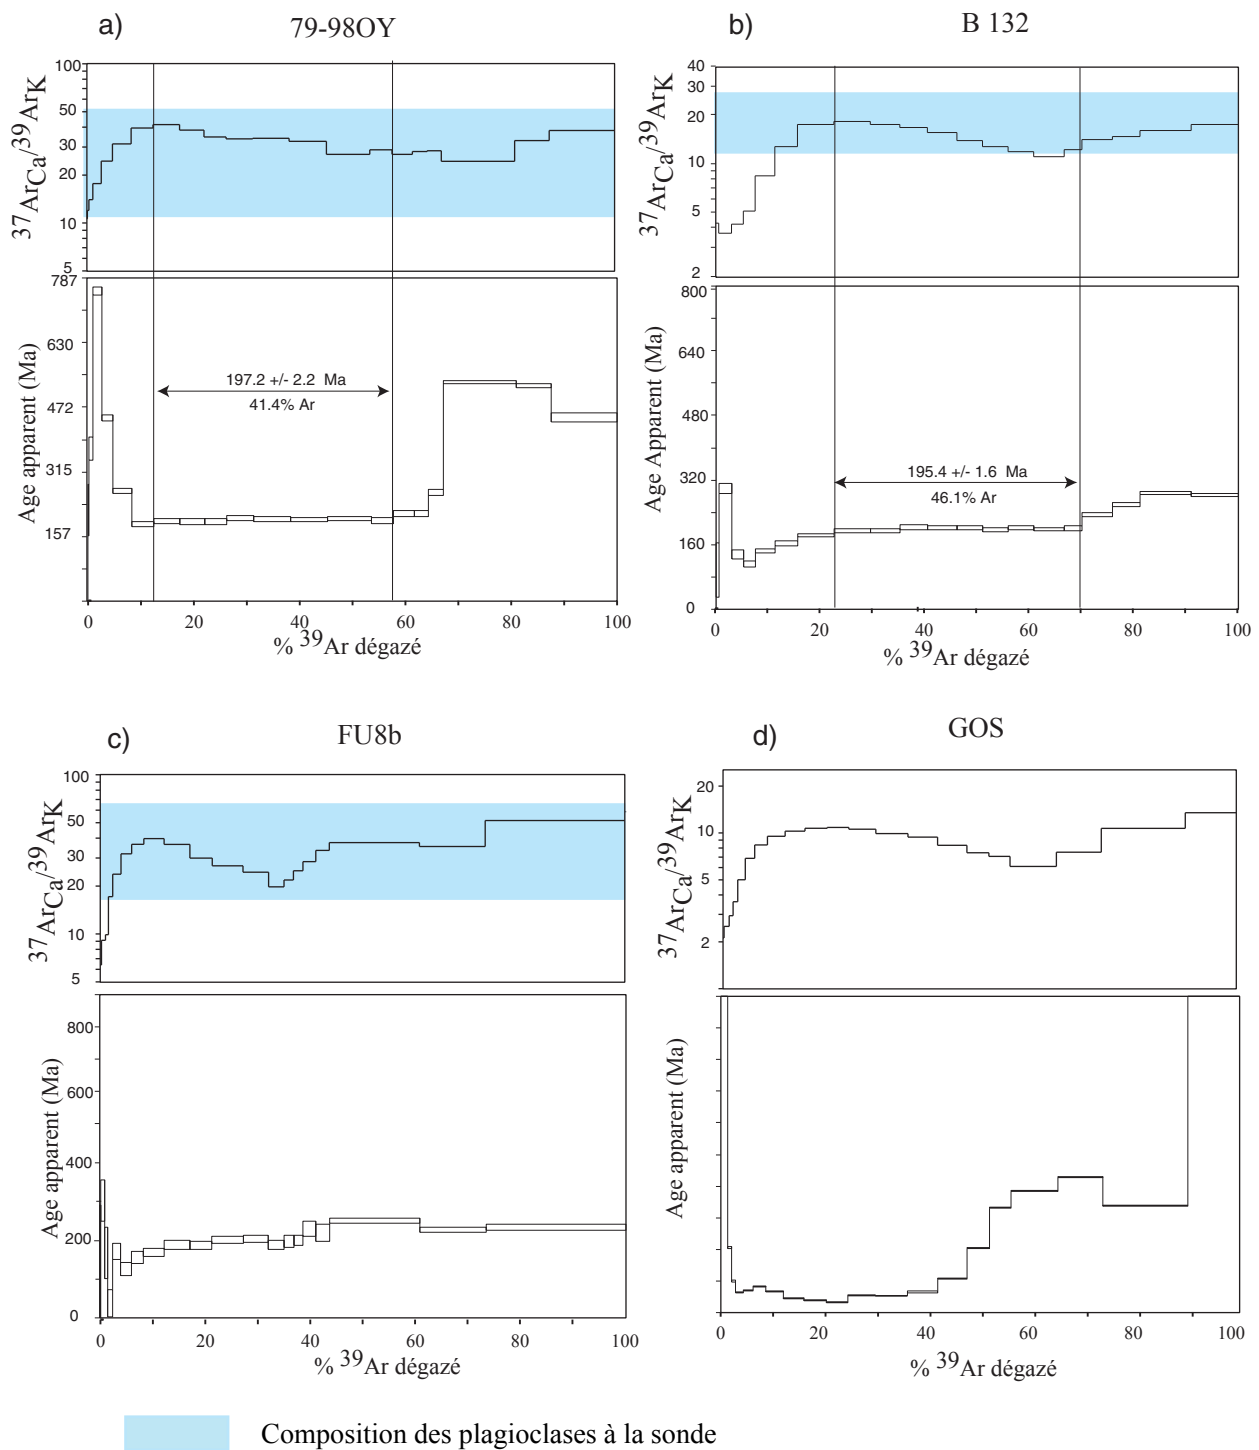 a) 79-98OY
37ArCa/39ArK
100
50
30
20
10
5
Age apparent (Ma)
787
630
472
315
157
197.2 +/- 2.2 Ma
41.4% Ar
0 20 40 60 80 100
% 39Ar dégazé
b) B 132
37ArCa/39ArK
40
30
20
10
5
2
Age Apparent (Ma)
800
640
480
320
160
0
195.4 +/- 1.6 Ma
46.1% Ar
0 20 40 60 80 100
% 39Ar dégazé
c) FU8b
37ArCa/39ArK
100
50
30
20
10
5
Age apparent (Ma)
800
600
400
200
0
0 20 40 60 80 100
% 39Ar dégazé
d) GOS
37ArCa/39ArK
20
10
5
2
Age apparent (Ma)
0 20 40 60 80 100
% 39Ar dégazé
Composition des plagioclases à la sonde